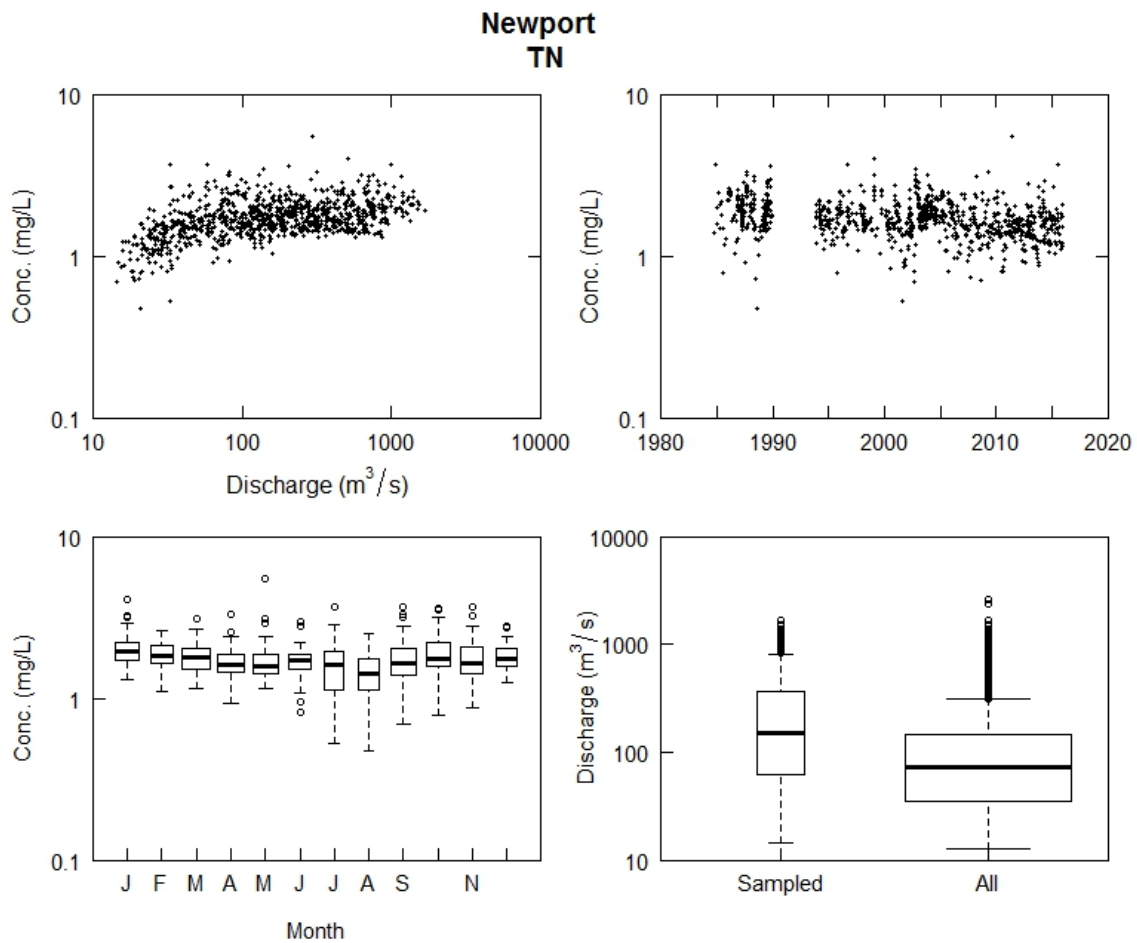 Newport
TN
10
1
0.1
Conc. (mg/L)
10 100 1000 10000
Discharge (m³/s)
10
1
0.1
Conc. (mg/L)
1980 1990 2000 2010 2020
10
1
0.1
Conc. (mg/L)
J F M A M J J A S N
Month
10000
1000
100
10
Discharge (m³/s)
Sampled All